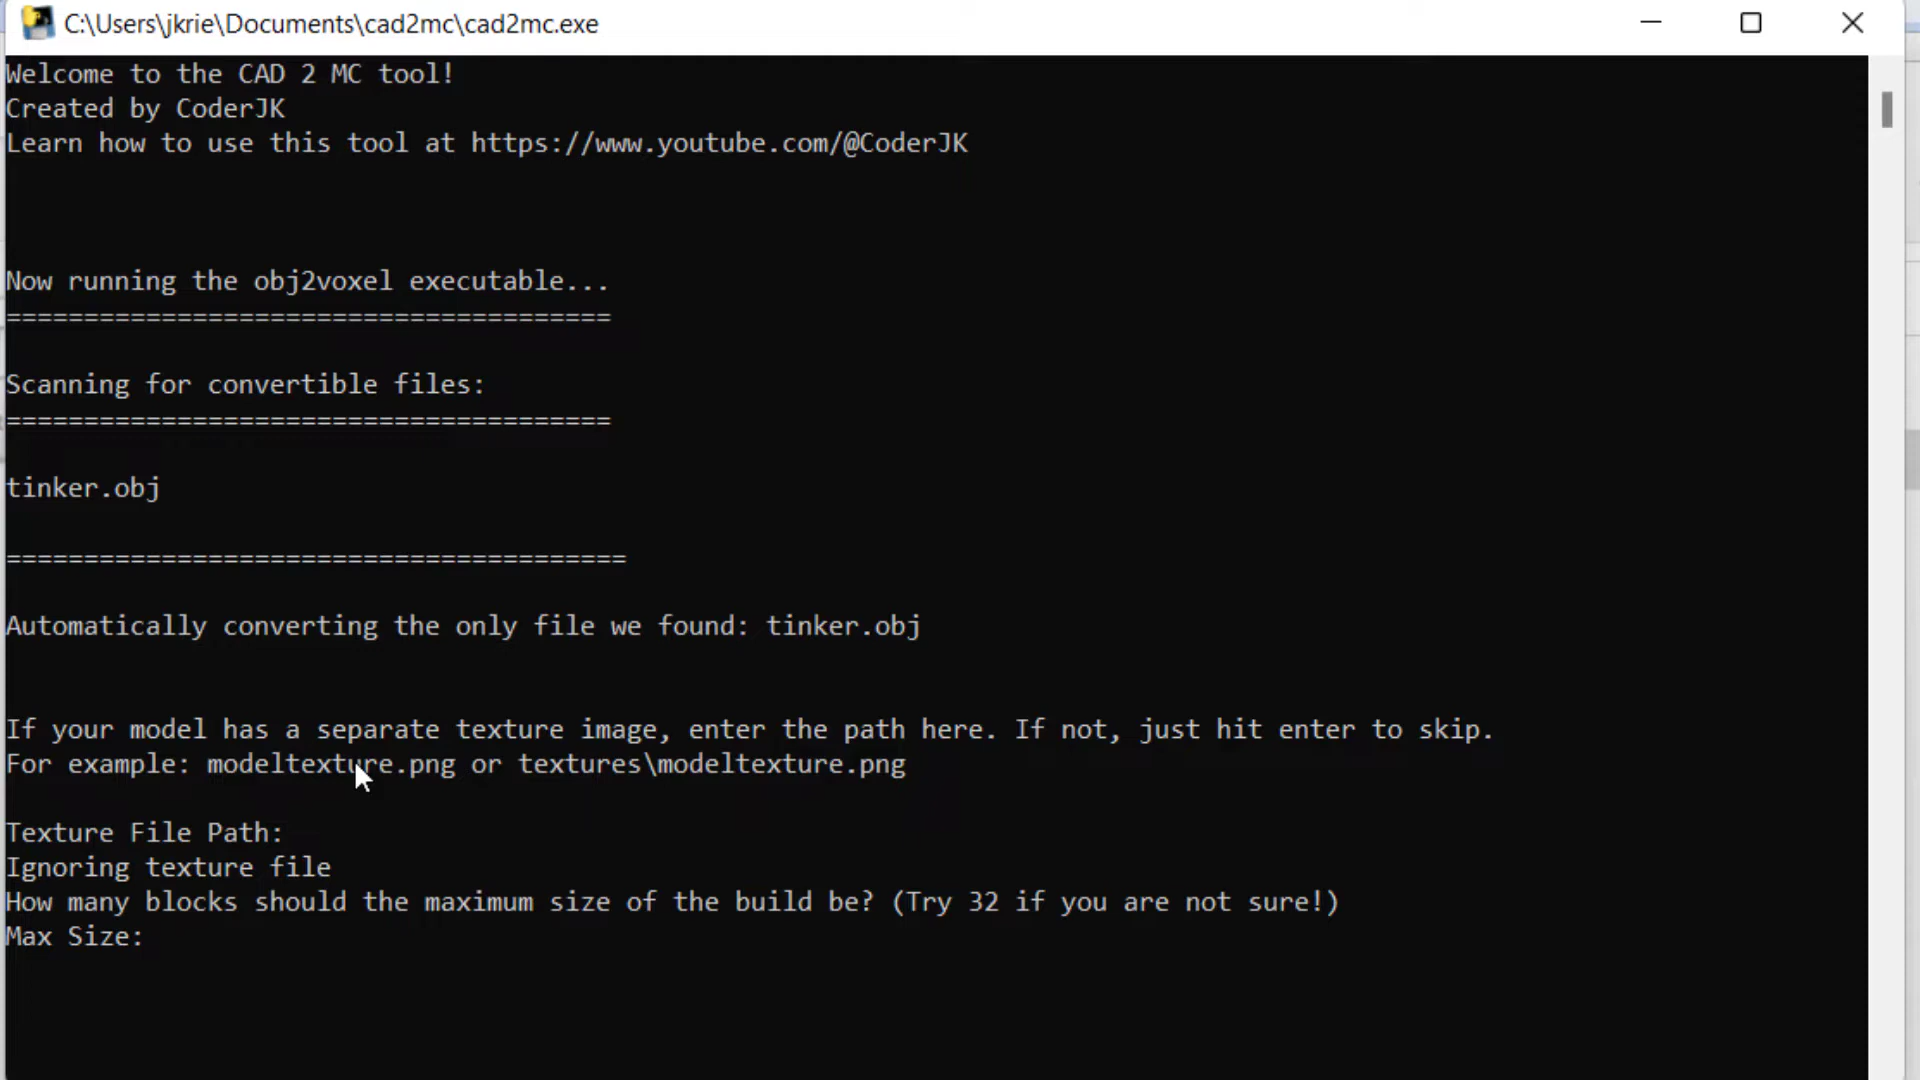 C:\Users\jkrie\Documents\cad2mc\cad2mc.exe
Welcome to the CAD 2 MC tool!
Created by CoderJK
Learn how to use this tool at https://www.youtube.com/@CoderJK
Now running the obj2voxel executable...
=======================================
Scanning for convertible files:
=======================================
tinker.obj
========================================
Automatically converting the only file we found: tinker.obj
If your model has a separate texture image, enter the path here. If not, just hit enter to skip.
For example: modeltexture.png or textures\modeltexture.png
Texture File Path:
Ignoring texture file
How many blocks should the maximum size of the build be? (Try 32 if you are not sure!)
Max Size: